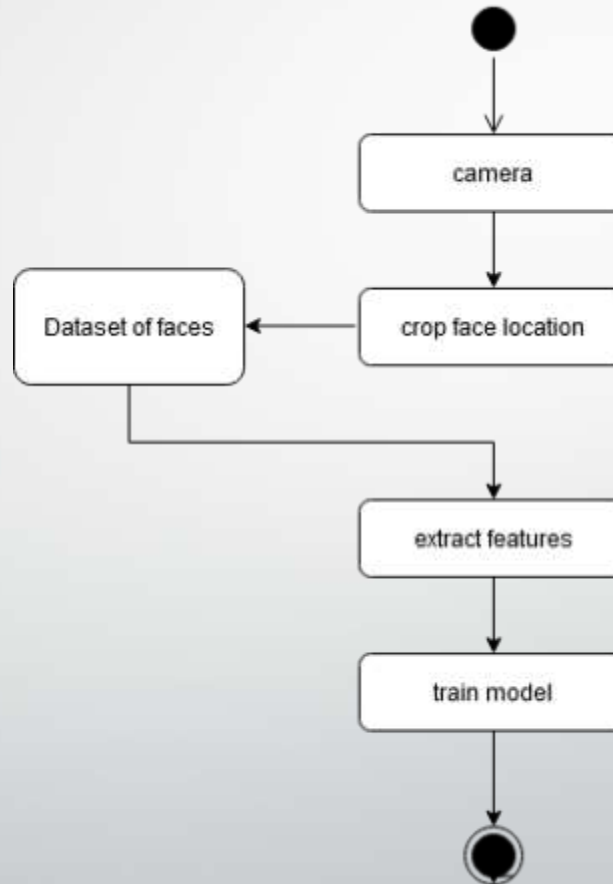 camera
crop face location
Dataset of faces
extract features
train model